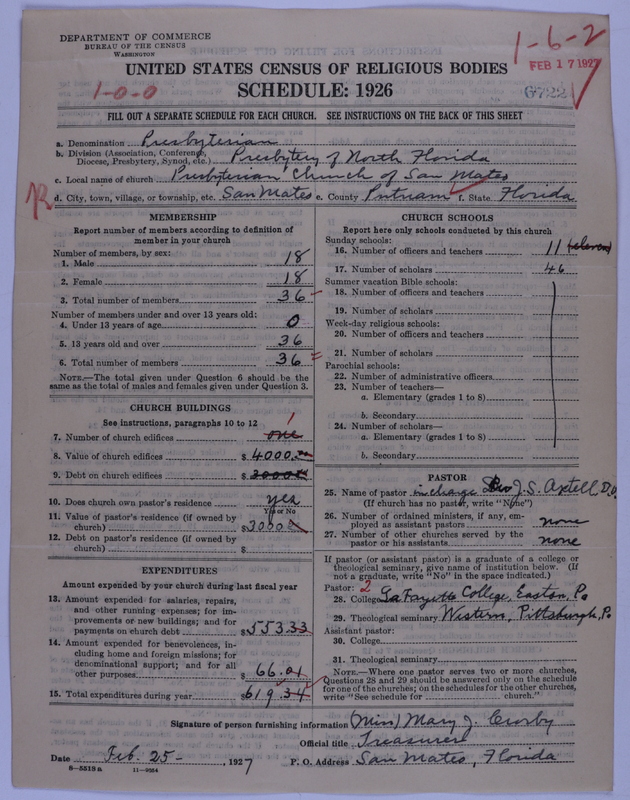 DEPARTMENT OF COMMERCE
BUREAU OF THE CENSUS
WASHINGTON
1-6-2
FEB 17 1927
UNITED STATES CENSUS OF RELIGIOUS BODIES
1-0-0
SCHEDULE: 1926
G7221
FILL OUT A SEPARATE SCHEDULE FOR EACH CHURCH. SEE INSTRUCTIONS ON THE BACK OF THIS SHEET
a. Denomination Presbyterian
b. Division (Association, Conference, Diocese, Presbytery, Synod, etc.) Presbytery of North Florida
c. Local name of church Presbyterian Church of San Mateo
d. City, town, village, or township, etc. San Mateo e. County Putnam f. State Florida
MEMBERSHIP
Report number of members according to definition of
member in your church
Number of members, by sex:
1. Male 18
2. Female 18
3. Total number of members 36
Number of members under and over 13 years old:
4. Under 13 years of age 0
5. 13 years old and over 36
6. Total number of members 36
NOTE.—The total given under Question 6 should be the
same as the total of males and females given under Question 3.
CHURCH BUILDINGS
See instructions, paragraphs 10 to 12
7. Number of church edifices one 1
8. Value of church edifices $ 4000.00
9. Debt on church edifices $ 2000.00
10. Does church own pastor's residence yes
Yes or No
11. Value of pastor's residence (if owned by
church) $ 2000.
12. Debt on pastor's residence (if owned by
church) $
EXPENDITURES
Amount expended by your church during last fiscal year
13. Amount expended for salaries, repairs,
and other running expenses; for im-
provements or new buildings; and for
payments on church debt $ 553.33
14. Amount expended for benevolences, in-
cluding home and foreign missions; for
denominational support; and for all
other purposes $ 66.01
15. Total expenditures during year $ 619.34
CHURCH SCHOOLS
Report here only schools conducted by this church
Sunday schools:
16. Number of officers and teachers 11 (eleven)
17. Number of scholars 46
Summer vacation Bible schools:
18. Number of officers and teachers
19. Number of scholars
Week-day religious schools:
20. Number of officers and teachers
21. Number of scholars
Parochial schools:
22. Number of administrative officers
23. Number of teachers—
a. Elementary (grades 1 to 8)
b. Secondary
24. Number of scholars—
a. Elementary (grades 1 to 8)
b. Secondary
PASTOR
25. Name of pastor in charge J. S. Axtell, D.D.
(If church has no pastor, write "None")
26. Number of ordained ministers, if any, em-
ployed as assistant pastors none
27. Number of other churches served by the
pastor or his assistants none
If pastor (or assistant pastor) is a graduate of a college or
theological seminary, give name of institution below. (If
not a graduate, write "No" in the space indicated.)
Pastor: 2
28. College La Fayette College, Easton, Pa
29. Theological seminary Western, Pittsburgh, Pa
Assistant pastor:
30. College
31. Theological seminary
NOTE.—Where one pastor serves two or more churches,
Questions 28 and 29 should be answered only on the schedule
for one of the churches; on the schedules for the other churches,
write "See schedule for church."
Signature of person furnishing information (Miss) Mary J. Crosby
Official title Treasurer
Date Feb. 25- , 1927 P. O. Address San Mateo, Florida
8-5518a 11-9354